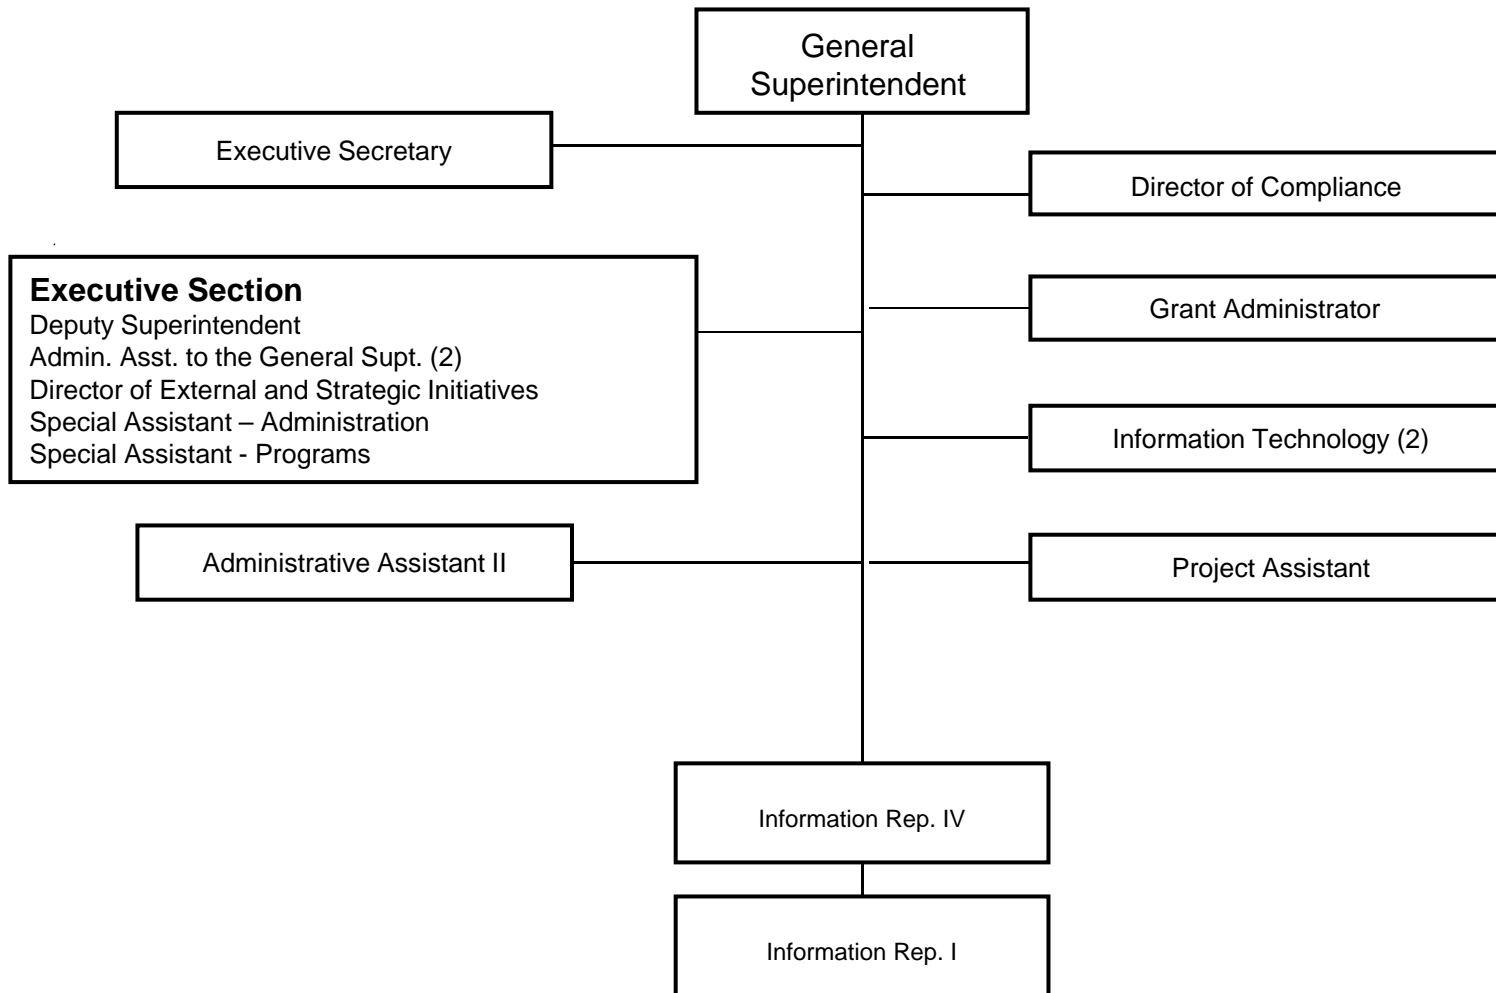 General
Superintendent
Executive Secretary
Director of Compliance
Executive Section
Deputy Superintendent
Admin. Asst. to the General Supt. (2)
Director of External and Strategic Initiatives
Special Assistant – Administration
Special Assistant - Programs
Grant Administrator
Information Technology (2)
Administrative Assistant II
Project Assistant
Information Rep. IV
Information Rep. I